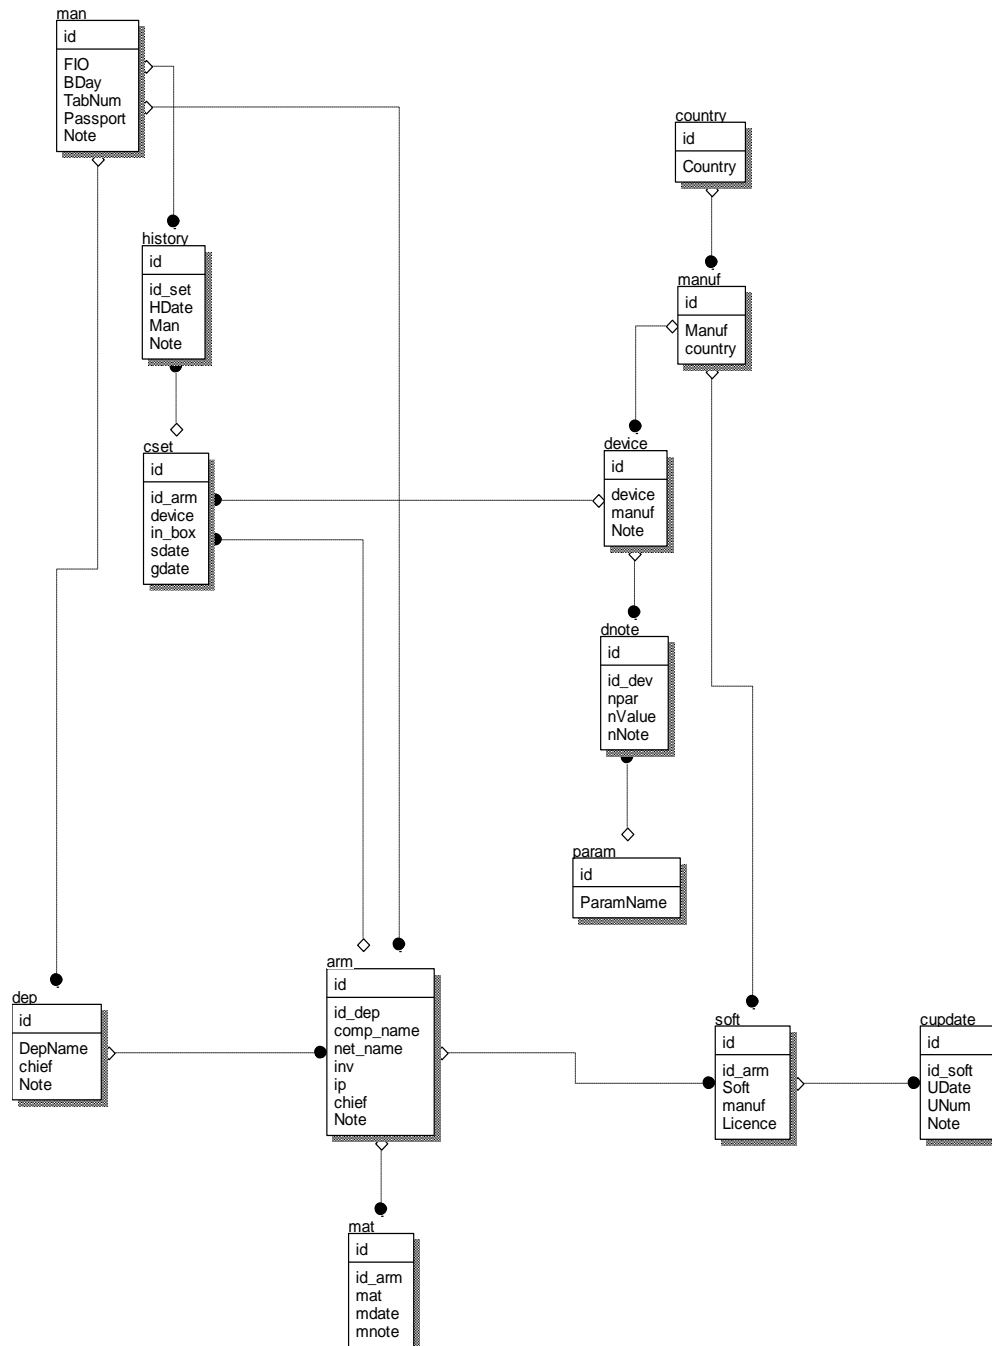 man
id
FIO
BDay
TabNum
Passport
Note
country
id
Country
history
id
id_set
HDate
Man
Note
manuf
id
Manuf
country
cset
id
id_arm
device
in_box
sdate
gdate
device
id
device
manuf
Note
dnote
id
id_dev
npar
nValue
nNote
param
id
ParamName
arm
id
id_dep
comp_name
net_name
inv
ip
chief
Note
dep
id
DepName
chief
Note
soft
id
id_arm
Soft
manuf
Licence
cupdate
id
id_soft
UDate
UNum
Note
mat
id
id_arm
mat
mdate
mnote